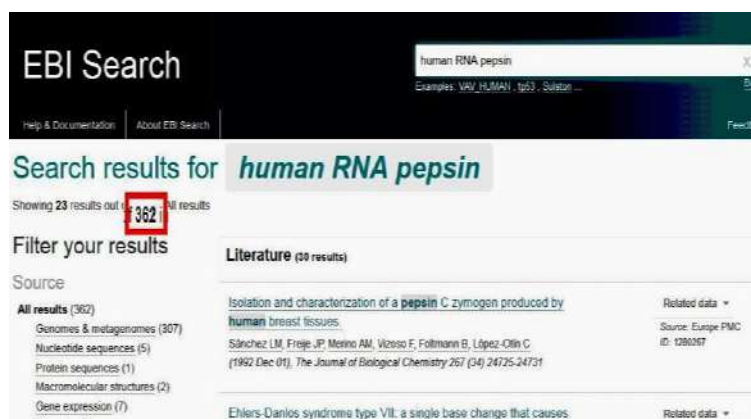 EBI Search
human RNA pepsin
X
Examples: VAV_HUMAN , tp53 , Sulston ...
Help & Documentation
About EBI Search
Feedb
Search results for human RNA pepsin
Showing 23 results out of 362 in All results
Filter your results
Literature (30 results)
Source
All results (362)
Genomes & metagenomes (307)
Nucleotide sequences (5)
Protein sequences (1)
Macromolecular structures (2)
Gene expression (7)
Isolation and characterization of a pepsin C zymogen produced by
human breast tissues.
Sánchez LM, Freije JP, Merino AM, Vizoso F, Foltmann B, López-Otín C
(1992 Dec 01), The Journal of Biological Chemistry 267 (34) 24725-24731
Related data
Source: Europe PMC
ID: 1280267
Ehlers-Danlos syndrome type VII: a single base change that causes
Related data